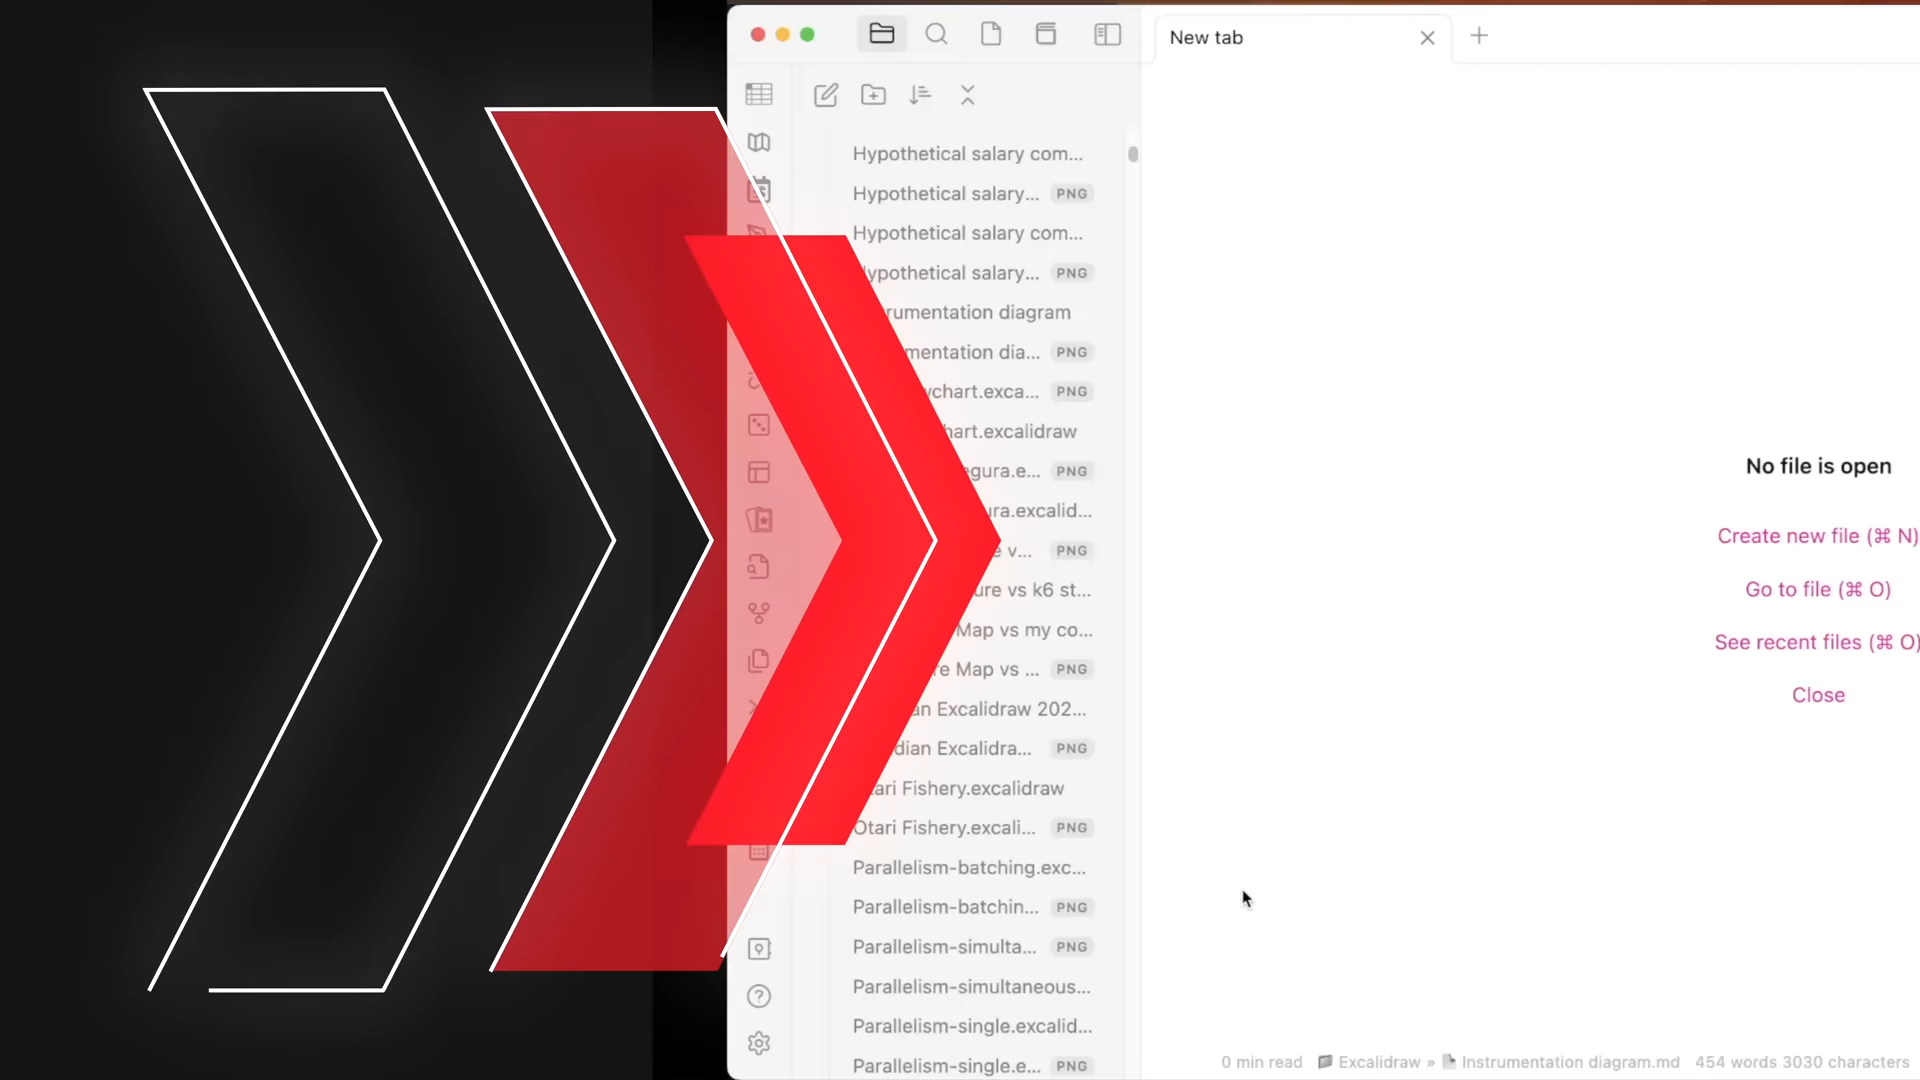 New tab
Hypothetical salary com...
Hypothetical salary... PNG
Hypothetical salary com...
ypothetical salary... PNG
rumentation diagram
mentation dia... PNG
chart.exca... PNG
hart.excalidraw
egura.e... PNG
ura.excalid...
e v... PNG
ure vs k6 st...
Map vs my co...
re Map vs ... PNG
an Excalidraw 202...
dian Excalidra... PNG
tari Fishery.excalidraw
Otari Fishery.excali... PNG
Parallelism-batching.exc...
Parallelism-batchin... PNG
Parallelism-simulta... PNG
Parallelism-simultaneous...
Parallelism-single.excalid...
Parallelism-single.e... PNG
No file is open
Create new file (⌘ N)
Go to file (⌘ O)
See recent files (⌘ O)
Close
0 min read Excalidraw » Instrumentation diagram.md 454 words 3030 characters